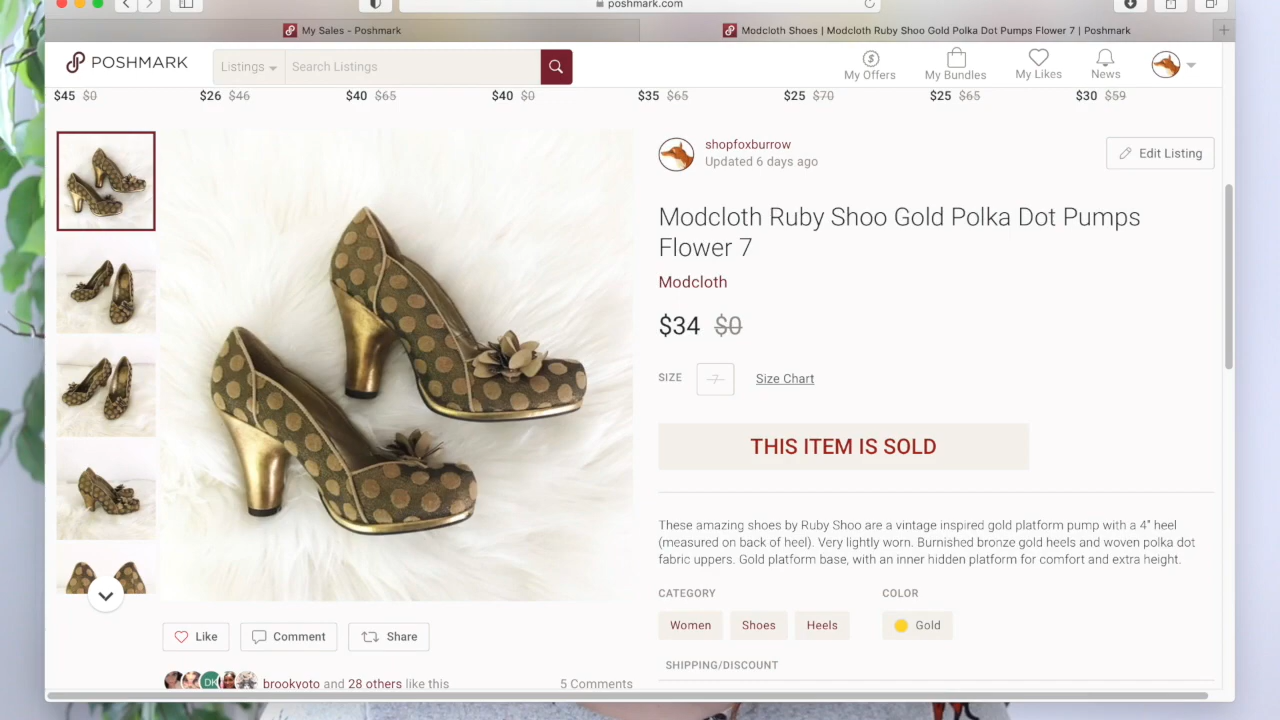 poshmark.com
My Sales - Poshmark
Modcloth Shoes | Modcloth Ruby Shoo Gold Polka Dot Pumps Flower 7 | Poshmark
POSHMARK
Listings
Search Listings
My Offers
My Bundles
My Likes
News
$45 $0
$26 $46
$40 $65
$40 $0
$35 $65
$25 $70
$25 $65
$30 $59
shopfoxburrow
Updated 6 days ago
Edit Listing
Modcloth Ruby Shoo Gold Polka Dot Pumps
Flower 7
Modcloth
$34 $0
SIZE 7 Size Chart
THIS ITEM IS SOLD
These amazing shoes by Ruby Shoo are a vintage inspired gold platform pump with a 4" heel
(measured on back of heel). Very lightly worn. Burnished bronze gold heels and woven polka dot
fabric uppers. Gold platform base, with an inner hidden platform for comfort and extra height.
CATEGORY
Women Shoes Heels
COLOR
Gold
SHIPPING/DISCOUNT
Like
Comment
Share
DK
brookyoto and 28 others like this
5 Comments